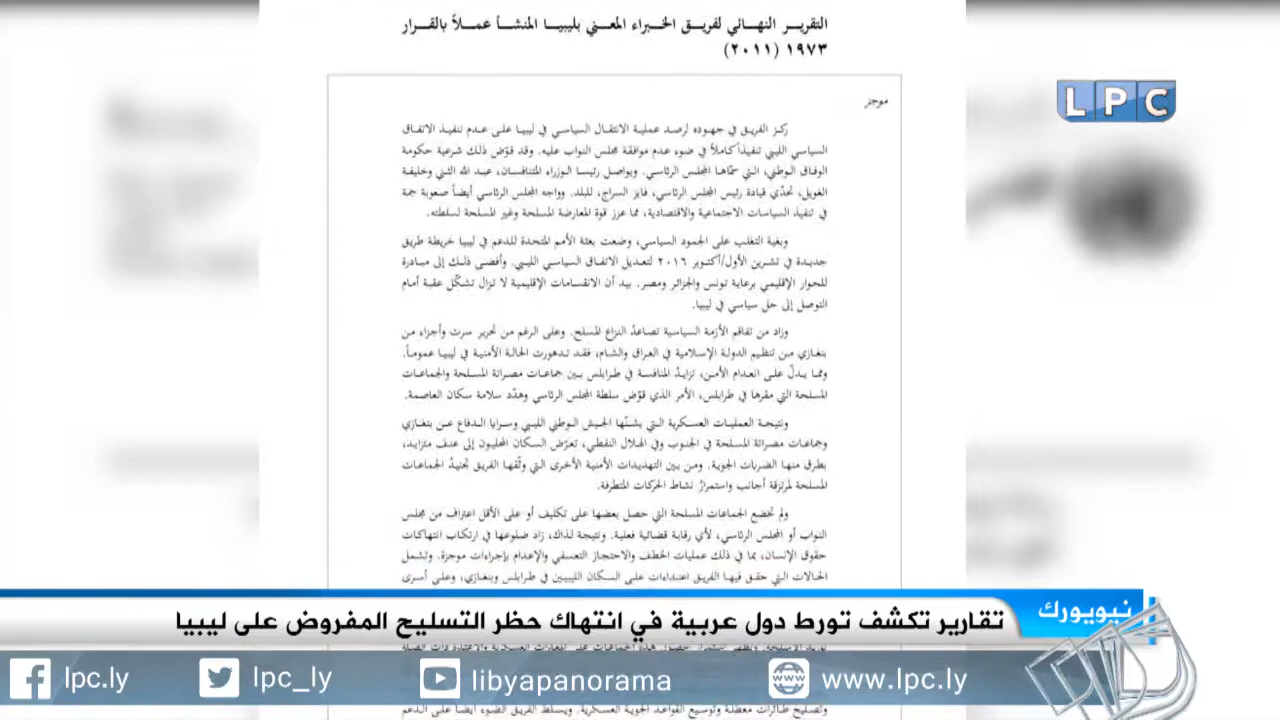 التقرير النهائي لفريق الخبراء المعني بليبيا المنشأ عملاً بالقرار
١٩٧٣ (٢٠١١)
LPC
موجز
ركز الفريق في جهوده لرصد عملية الانتقال السياسي في ليبيا على عدم تنفيذ الاتفاق
السياسي الليبي تنفيذاً كاملاً في ضوء عدم موافقة مجلس النواب عليه. وقد قوّض ذلك شرعية حكومة
الوفاق الوطني، التي سمّاها المجلس الرئاسي. ويواصل رئيسا الوزراء المتنافسان، عبد الله الثني وخليفة
الغويل، تحدّي قيادة رئيس المجلس الرئاسي، فايز السراج، للبلد. وواجه المجلس الرئاسي أيضاً صعوبة جمة
في تنفيذ السياسات الاجتماعية والاقتصادية، مما عزز قوة المعارضة المسلحة وغير المسلحة لسلطته.
وبغية التغلب على الجمود السياسي، وضعت بعثة الأمم المتحدة للدعم في ليبيا خريطة طريق
جديدة في تشرين الأول/أكتوبر ٢٠١٦ لتعديل الاتفاق السياسي الليبي. وأفضى ذلك إلى مبادرة
للحوار الإقليمي برعاية تونس والجزائر ومصر. بيد أن الانقسامات الإقليمية لا تزال تشكّل عقبة أمام
التوصل إلى حل سياسي في ليبيا.
وزاد من تفاقم الأزمة السياسية تصاعدُ النزاع المسلح. وعلى الرغم من تحرير سرت وأجزاء من
بنغازي من تنظيم الدولة الإسلامية في العراق والشام، فقد تدهورت الحالة الأمنية في ليبيا عموماً.
ومما يدلّ على انعدام الأمن، تزايدُ المنافسة في طرابلس بين جماعات مصراتة المسلحة والجماعات
المسلحة التي مقرها في طرابلس، الأمر الذي قوّض سلطة المجلس الرئاسي وهدّد سلامة سكان العاصمة.
ونتيجة العمليات العسكرية التي يشنّها الجيش الوطني الليبي وسرايا الدفاع عن بنغازي
وجماعات مصراتة المسلحة في الجنوب وفي الهلال النفطي، تعرّض السكان المحليون إلى عنف متزايد،
بطرق منها الضربات الجوية. ومن بين التهديدات الأمنية الأخرى التي وثّقها الفريق تجنيدُ الجماعات
المسلحة لمرتزقة أجانب واستمرارُ نشاط الحركات المتطرفة.
ولم تخضع الجماعات المسلحة التي حصل بعضها على تكليف أو على الأقل اعتراف من مجلس
النواب أو المجلس الرئاسي، لأي رقابة قضائية فعلية. ونتيجة لذلك، زاد ضلوعها في ارتكاب انتهاكات
حقوق الإنسان، بما في ذلك عمليات الخطف والاحتجاز التعسفي والإعدام بإجراءات موجزة. وتشمل
الحالات التي حقق فيها الفريق اعتداءات على السكان الليبيين في طرابلس وبنغازي، وعلى أسرى
نيويورك
تقارير تكشف تورط دول عربية في انتهاك حظر التسليح المفروض على ليبيا
lpc.ly
lpc_ly
libyapanorama
www.lpc.ly
وتصليح طائرات معطلة وتوسيع القواعد الجوية العسكرية. ويسلط الفريق الضوء أيضاً على الدعم